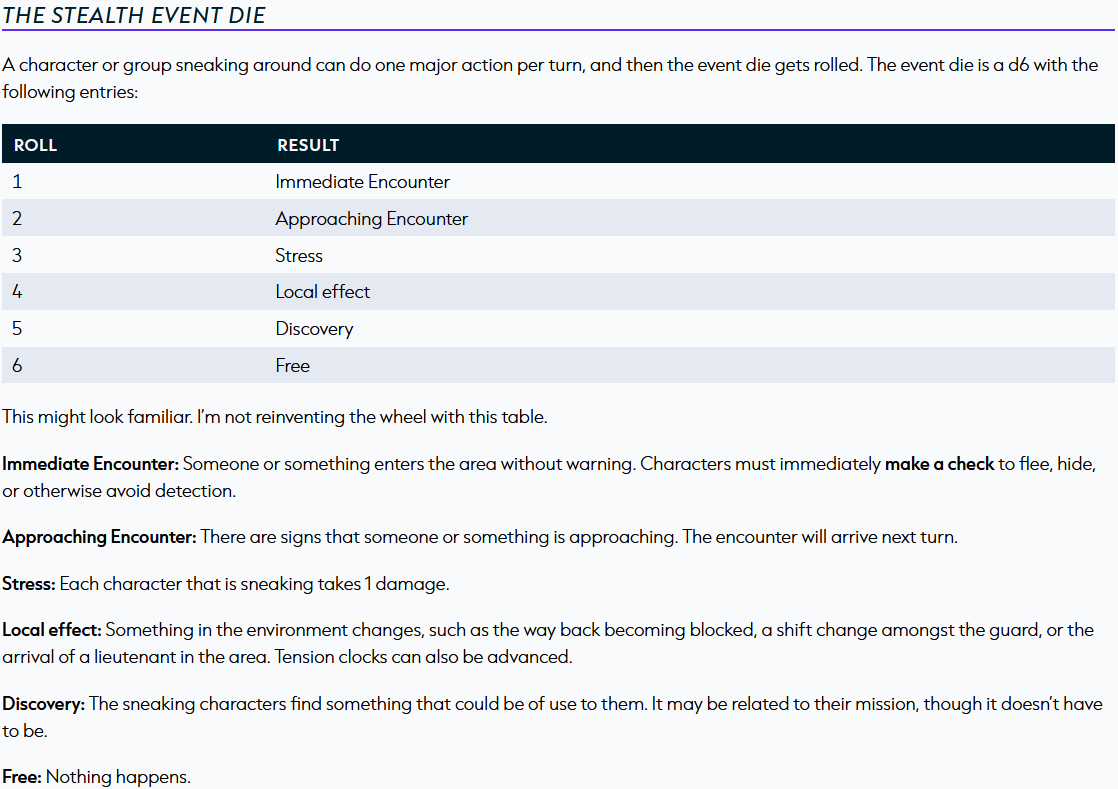 THE STEALTH EVENT DIE
A character or group sneaking around can do one major action per turn, and then the event die gets rolled. The event die is a d6 with the
following entries:
ROLL RESULT
1 Immediate Encounter
2 Approaching Encounter
3 Stress
4 Local effect
5 Discovery
6 Free
This might look familiar. I'm not reinventing the wheel with this table.
Immediate Encounter: Someone or something enters the area without warning. Characters must immediately make a check to flee, hide,
or otherwise avoid detection.
Approaching Encounter: There are signs that someone or something is approaching. The encounter will arrive next turn.
Stress: Each character that is sneaking takes 1 damage.
Local effect: Something in the environment changes, such as the way back becoming blocked, a shift change amongst the guard, or the
arrival of a lieutenant in the area. Tension clocks can also be advanced.
Discovery: The sneaking characters find something that could be of use to them. It may be related to their mission, though it doesn't have
to be.
Free: Nothing happens.